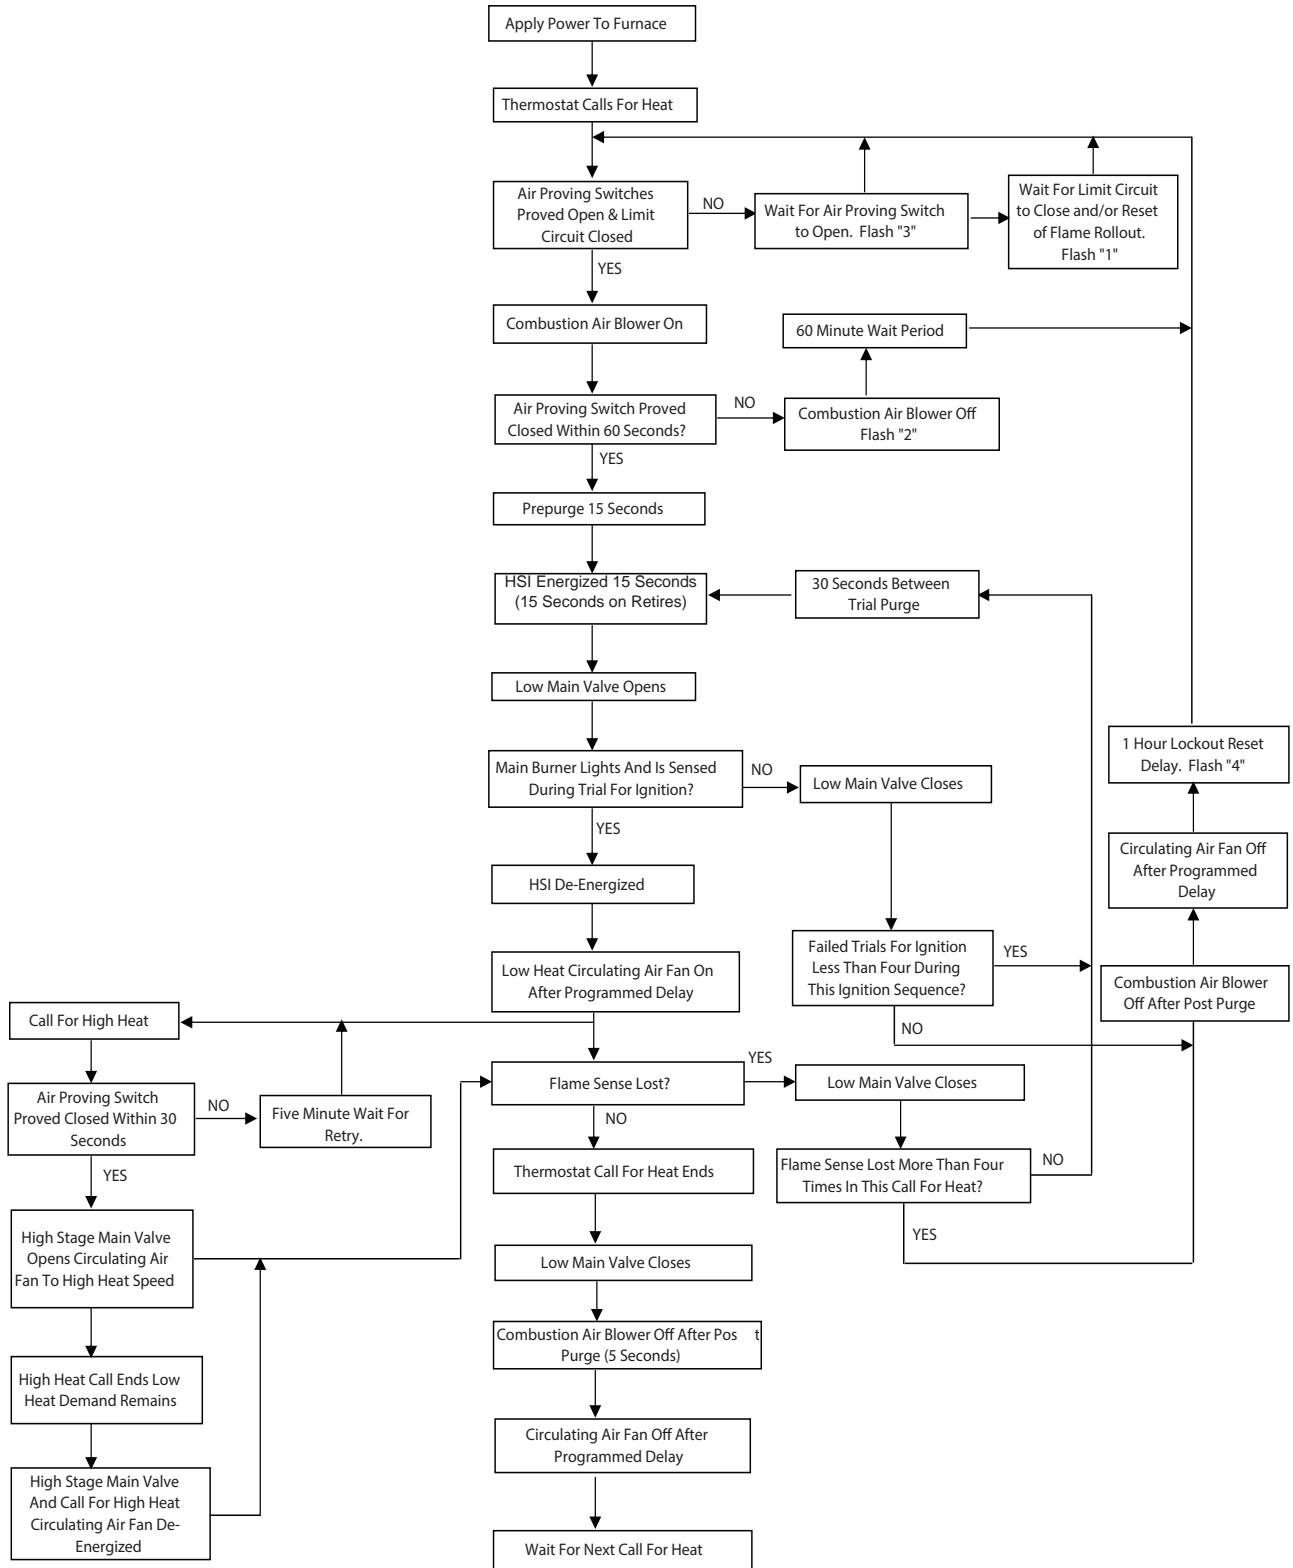 Apply Power To Furnace
Thermostat Calls For Heat
Air Proving Switches
Proved Open & Limit
Circuit Closed
NO
Wait For Air Proving Switch
to Open. Flash "3"
Wait For Limit Circuit
to Close and/or Reset
of Flame Rollout.
Flash "1"
YES
Combustion Air Blower On
60 Minute Wait Period
Air Proving Switch Proved
Closed Within 60 Seconds?
NO
Combustion Air Blower Off
Flash "2"
YES
Prepurge 15 Seconds
HSI Energized 15 Seconds
(15 Seconds on Retires)
30 Seconds Between
Trial Purge
Low Main Valve Opens
Main Burner Lights And Is Sensed
During Trial For Ignition?
NO
Low Main Valve Closes
1 Hour Lockout Reset
Delay. Flash "4"
YES
HSI De-Energized
Circulating Air Fan Off
After Programmed
Delay
Failed Trials For Ignition
Less Than Four During
This Ignition Sequence?
YES
NO
Low Heat Circulating Air Fan On
After Programmed Delay
Combustion Air Blower
Off After Post Purge
Call For High Heat
Flame Sense Lost?
YES
Low Main Valve Closes
NO
Air Proving Switch
Proved Closed Within 30
Seconds
NO
Five Minute Wait For
Retry.
YES
Thermostat Call For Heat Ends
Flame Sense Lost More Than Four
Times In This Call For Heat?
NO
YES
High Stage Main Valve
Opens Circulating Air
Fan To High Heat Speed
Low Main Valve Closes
Combustion Air Blower Off After Pos t
Purge (5 Seconds)
High Heat Call Ends Low
Heat Demand Remains
Circulating Air Fan Off After
Programmed Delay
High Stage Main Valve
And Call For High Heat
Circulating Air Fan De-
Energized
Wait For Next Call For Heat